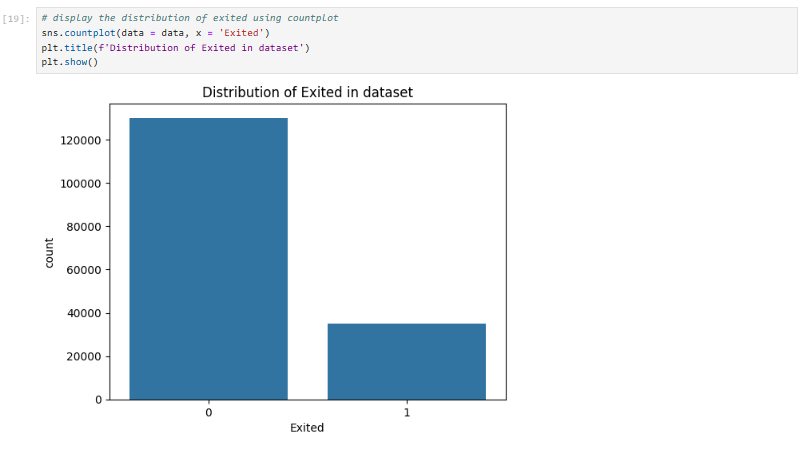 [19]: # display the distribution of exited using countplot
sns.countplot(data = data, x = 'Exited')
plt.title(f'Distribution of Exited in dataset')
plt.show()
Distribution of Exited in dataset
120000
100000
80000
60000
40000
20000
0
count
0 1
Exited